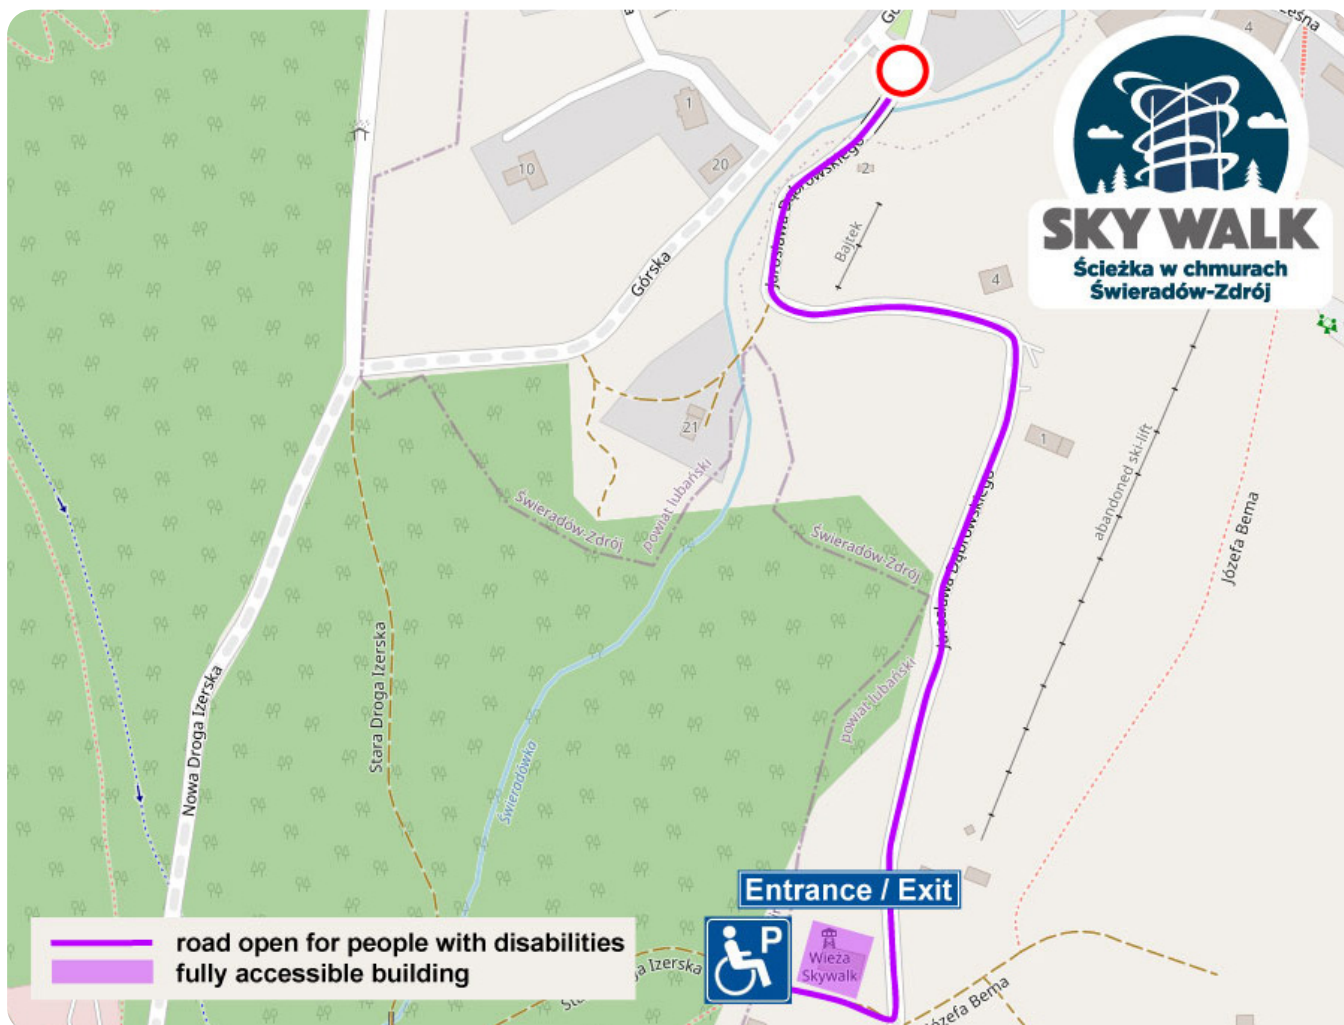 4
1
20
10
2
Jarosława Dąbrowskiego
Bajtek
SKY WALK
Ścieżka w chmurach
Świeradów-Zdrój
Górska
4
21
1
Świeradów-Zdrój
powiat lubański
Świeradów-Zdrój
abandoned ski-lift
Józefa Bema
Jarosława Dąbrowskiego
Stara Droga Izerska
powiat lubański
Nowa Droga Izerska
Świeradówka
Entrance / Exit
P
Wieża
Skywalk
road open for people with disabilities
fully accessible building
Józefa Bema